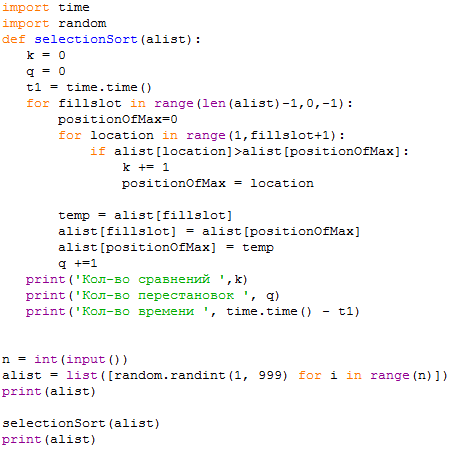 import time
import random
def selectionSort(alist):
    k = 0
    q = 0
    t1 = time.time()
    for fillslot in range(len(alist)-1,0,-1):
        positionOfMax=0
        for location in range(1,fillslot+1):
            if alist[location]>alist[positionOfMax]:
                k += 1
                positionOfMax = location

        temp = alist[fillslot]
        alist[fillslot] = alist[positionOfMax]
        alist[positionOfMax] = temp
        q +=1
    print('Кол-во сравнений ',k)
    print('Кол-во перестановок ', q)
    print('Кол-во времени ', time.time() - t1)


n = int(input())
alist = list([random.randint(1, 999) for i in range(n)])
print(alist)

selectionSort(alist)
print(alist)